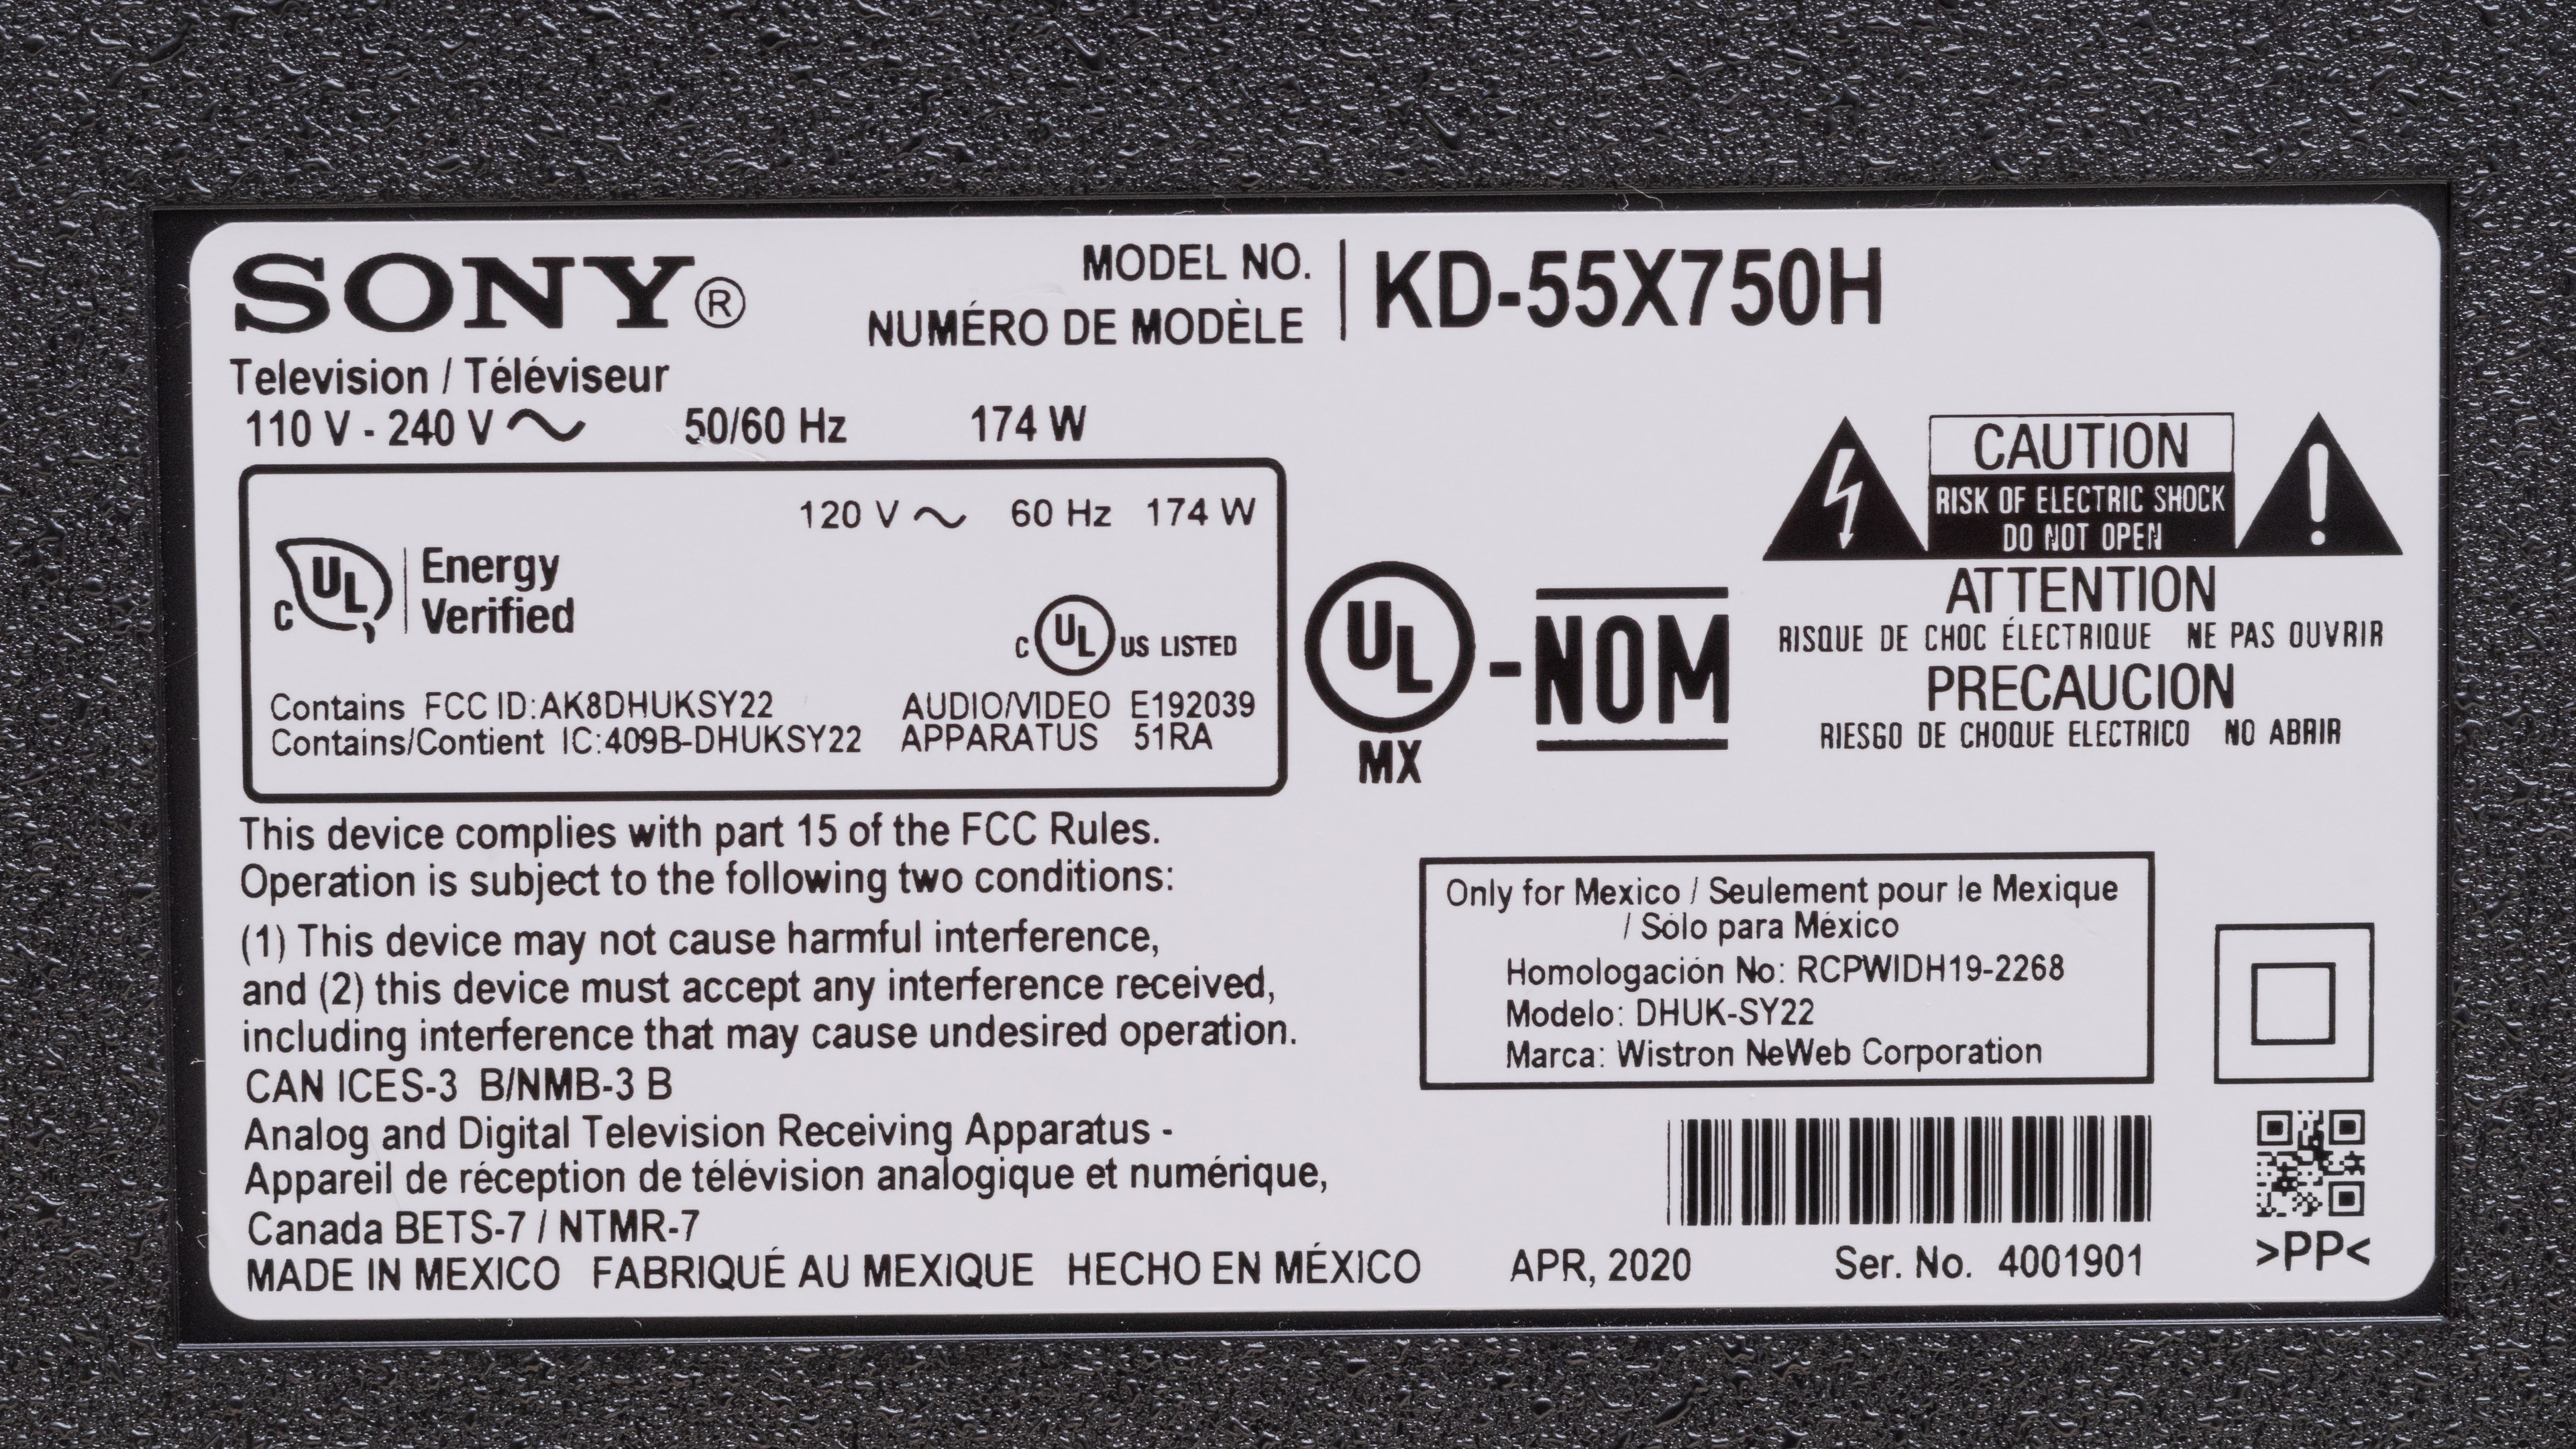 SONY®
MODEL NO.
NUMÉRO DE MODÈLE
KD-55X750H
Television / Téléviseur
110 V - 240 V ~ 50/60 Hz 174 W
120 V ~ 60 Hz 174 W
C UL Energy
Verified
C UL US LISTED
Contains FCC ID:AK8DHUKSY22
Contains/Contient IC:409B-DHUKSY22
AUDIO/VIDEO E192039
APPARATUS 51RA
UL
MX
-NOM
CAUTION
RISK OF ELECTRIC SHOCK
DO NOT OPEN
ATTENTION
RISQUE DE CHOC ÉLECTRIQUE NE PAS OUVRIR
PRECAUCION
RIESGO DE CHOQUE ELECTRICO NO ABRIR
This device complies with part 15 of the FCC Rules.
Operation is subject to the following two conditions:
(1) This device may not cause harmful interference,
and (2) this device must accept any interference received,
including interference that may cause undesired operation.
CAN ICES-3 B/NMB-3 B
Analog and Digital Television Receiving Apparatus -
Appareil de réception de télévision analogique et numérique,
Canada BETS-7 / NTMR-7
MADE IN MEXICO FABRIQUÉ AU MEXIQUE HECHO EN MÉXICO
Only for Mexico / Seulement pour le Mexique
/ Sólo para México
Homologación No: RCPWIDH19-2268
Modelo: DHUK-SY22
Marca: Wistron NeWeb Corporation
APR, 2020
Ser. No. 4001901
>PP<